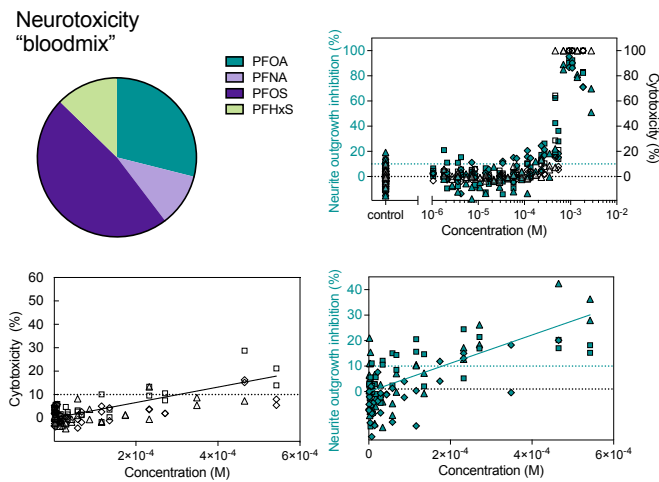 Neurotoxicity
“bloodmix”
PFOA
PFNA
PFOS
PFHxS
Neurite outgrowth inhibition (%)
100
80
60
40
20
0
100
80
60
40
20
0
Cytotoxicity (%)
control
10⁻⁶
10⁻⁵
10⁻⁴
10⁻³
10⁻²
Concentration (M)
Cytotoxicity (%)
60
50
40
30
20
10
0
2×10⁻⁴
4×10⁻⁴
6×10⁻⁴
Concentration (M)
Neurite outgrowth inhibition (%)
40
30
20
10
0
0
2×10⁻⁴
4×10⁻⁴
6×10⁻⁴
Concentration (M)